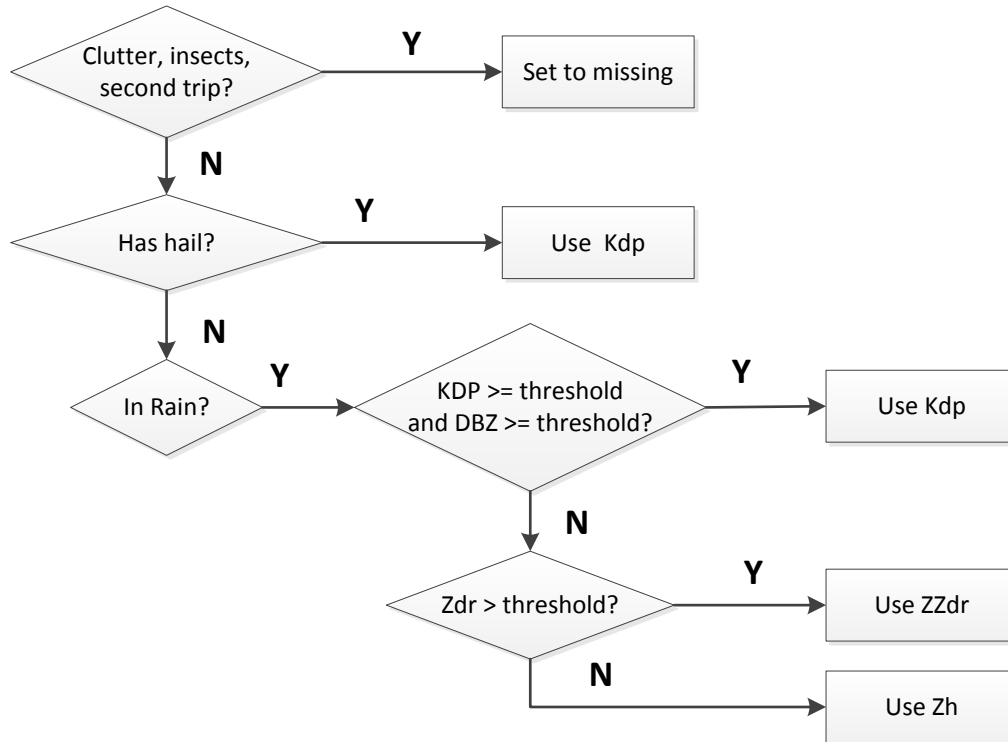 Clutter, insects,
second trip?
Y
Set to missing
N
Has hail?
Y
Use Kdp
N
In Rain?
Y
KDP >= threshold
and DBZ >= threshold?
Y
Use Kdp
N
Zdr > threshold?
Y
Use ZZdr
N
Use Zh